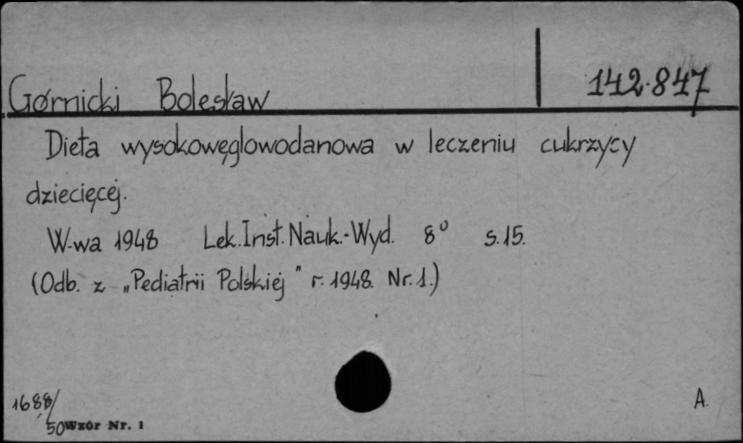 Górnicki Bolesław
142.847
Dieta wysokowęglowodanowa w leczeniu cukrzycy
dziecięcej.
W-wa 1948 Lek.Inst.Nauk.-Wyd. 8° s.15.
(Odb. z „Pediatrii Polskiej" r. 1948. Nr.1.)
1688/
50 Wzór Nr. 1
A.